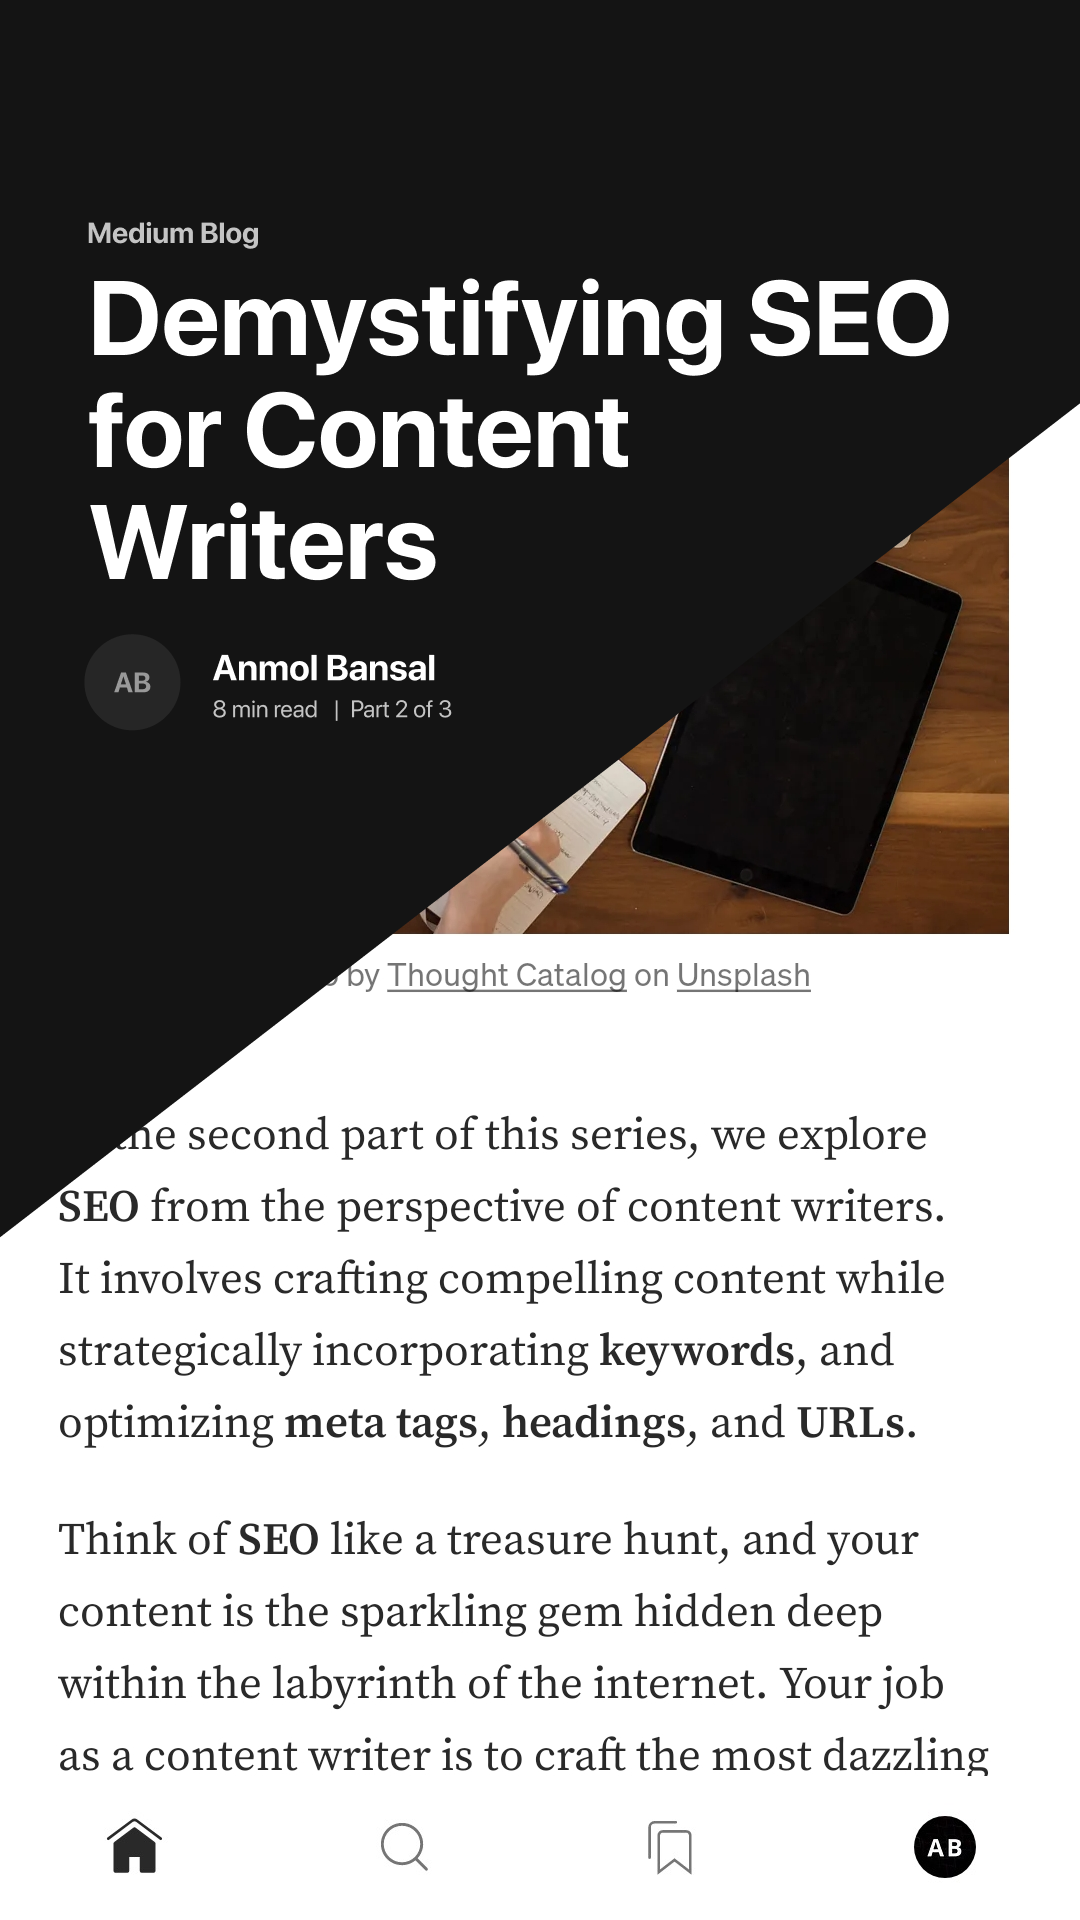 Medium Blog
Demystifying SEO
for Content
Writers
AB
Anmol Bansal
8 min read | Part 2 of 3
by Thought Catalog on Unsplash
the second part of this series, we explore
SEO from the perspective of content writers.
It involves crafting compelling content while
strategically incorporating keywords, and
optimizing meta tags, headings, and URLs.
Think of SEO like a treasure hunt, and your
content is the sparkling gem hidden deep
within the labyrinth of the internet. Your job
as a content writer is to craft the most dazzling
AB